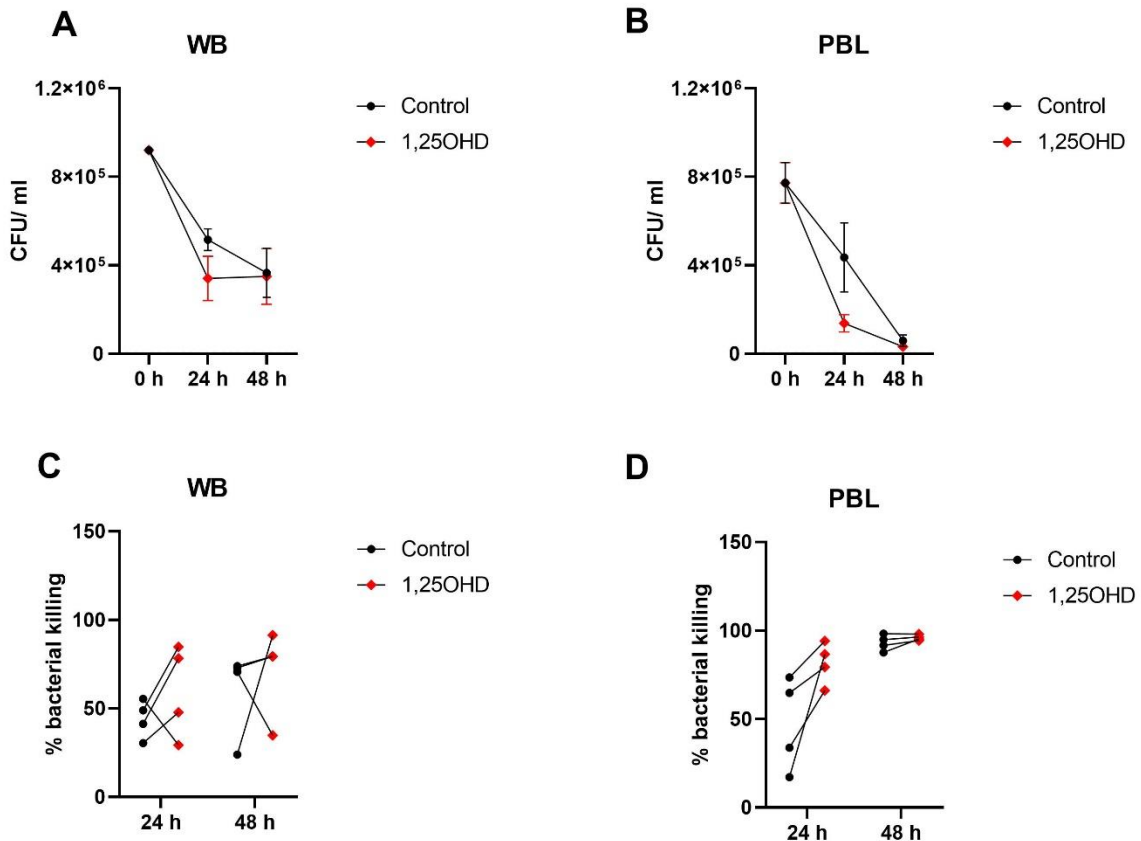 A
WB
1.2×10⁶
8×10⁵
4×10⁵
0
CFU/ ml
0 h 24 h 48 h
Control
1,25OHD
B
PBL
1.2×10⁶
8×10⁵
4×10⁵
0
CFU/ ml
0 h 24 h 48 h
Control
1,25OHD
C
WB
150
100
50
0
% bacterial killing
24 h 48 h
Control
1,25OHD
D
PBL
150
100
50
0
% bacterial killing
24 h 48 h
Control
1,25OHD